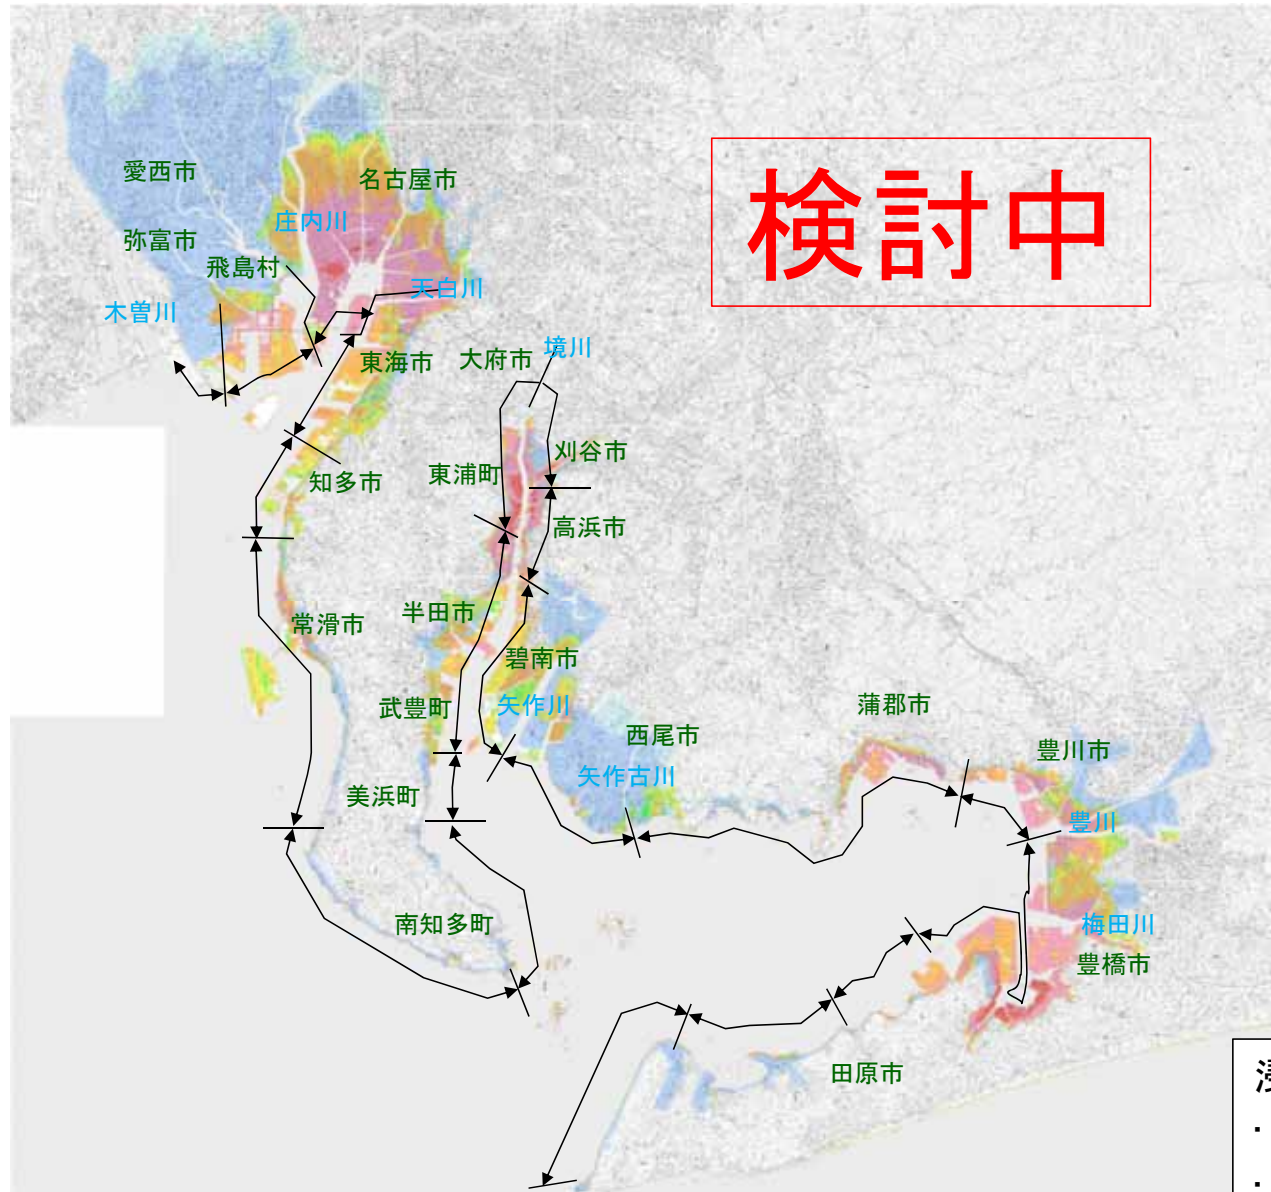 検討中
愛西市
名古屋市
庄内川
弥富市
飛島村
天白川
木曽川
東海市
大府市
境川
知多市
東浦町
刈谷市
高浜市
常滑市
半田市
碧南市
武豊町
矢作川
西尾市
蒲郡市
豊川市
矢作古川
美浜町
豊川
南知多町
梅田川
豊橋市
田原市
浸
・
・